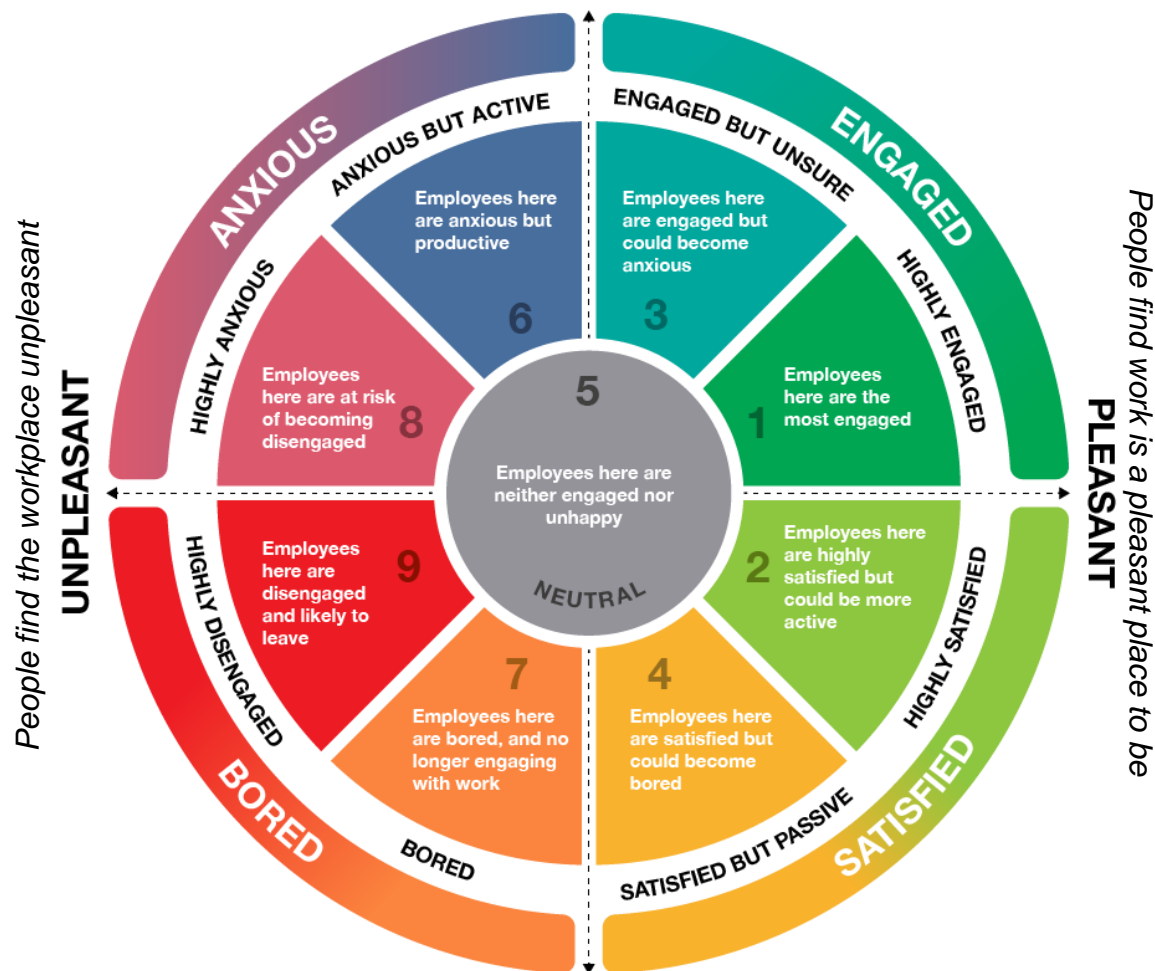 ANXIOUS
ENGAGED
ANXIOUS BUT ACTIVE
ENGAGED BUT UNSURE
HIGHLY ANXIOUS
HIGHLY ENGAGED
Employees here
are anxious but
productive
6
Employees here
are engaged but
could become
anxious
3
Employees
here are at risk
of becoming
disengaged
8
Employees
here are the
most engaged
1
5
Employees here are
neither engaged nor
unhappy
NEUTRAL
People find the workplace unpleasant
UNPLEASANT
PLEASANT
People find work is a pleasant place to be
Employees
here are
disengaged
and likely to
leave
9
Employees here
are highly
satisfied but
could be more
active
2
7
Employees here
are bored, and no
longer engaging
with work
4
Employees here
are satisfied but
could become
bored
HIGHLY DISENGAGED
HIGHLY SATISFIED
BORED
SATISFIED BUT PASSIVE
BORED
SATISFIED